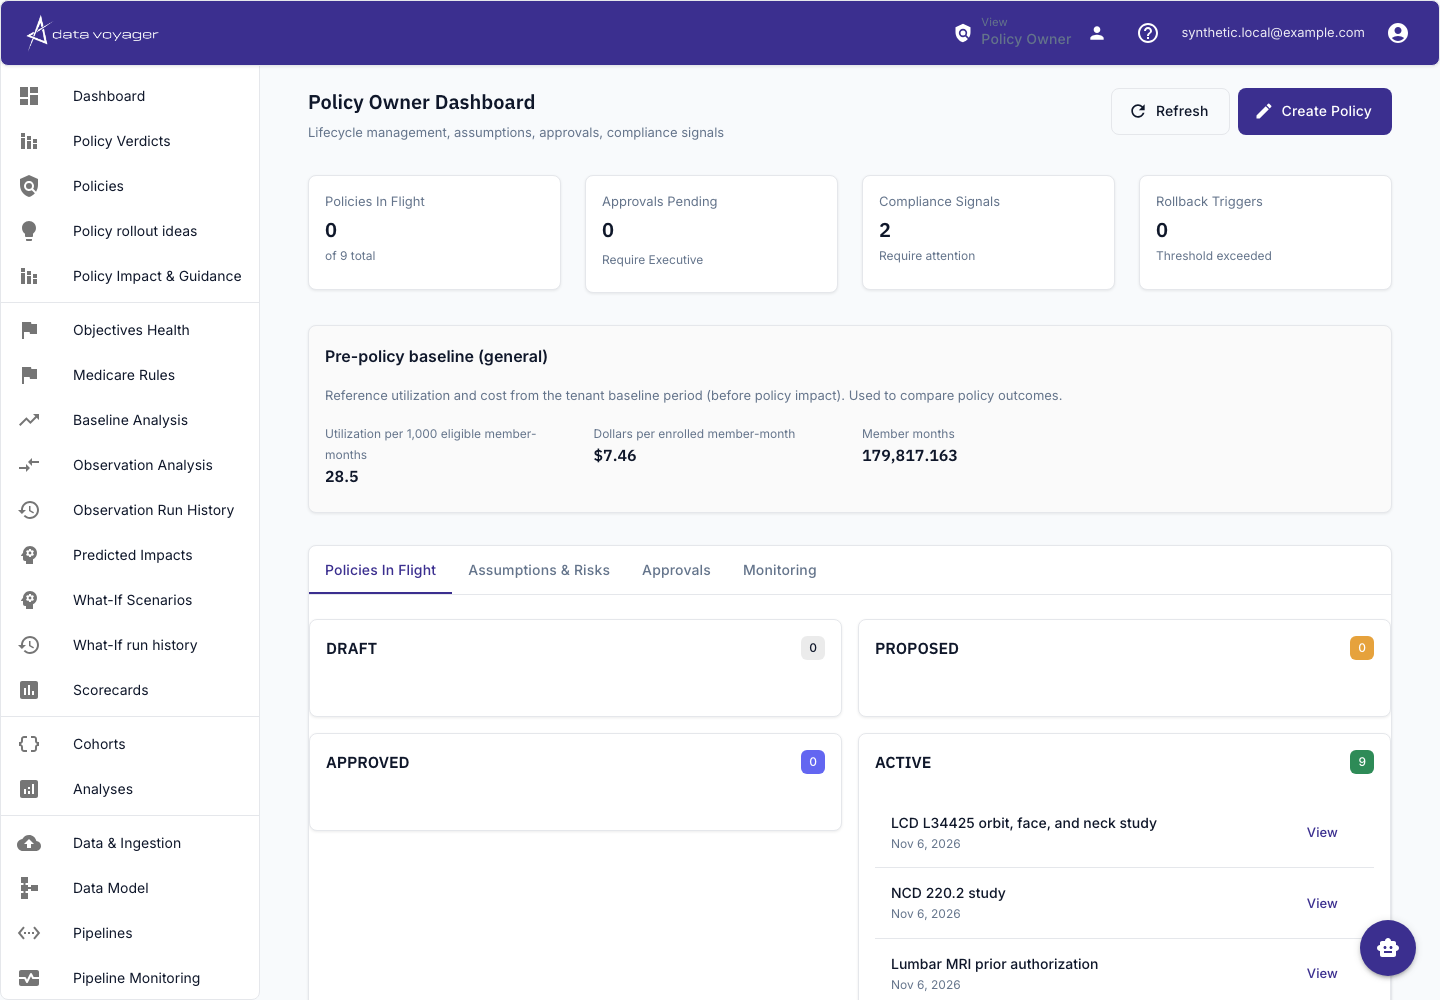 data voyager
View
Policy Owner
synthetic.local@example.com
Dashboard
Policy Verdicts
Policies
Policy rollout ideas
Policy Impact & Guidance
Objectives Health
Medicare Rules
Baseline Analysis
Observation Analysis
Observation Run History
Predicted Impacts
What-If Scenarios
What-If run history
Scorecards
Cohorts
Analyses
Data & Ingestion
Data Model
Pipelines
Pipeline Monitoring
Policy Owner Dashboard
Lifecycle management, assumptions, approvals, compliance signals
Refresh
Create Policy
Policies In Flight
0
of 9 total
Approvals Pending
0
Require Executive
Compliance Signals
2
Require attention
Rollback Triggers
0
Threshold exceeded
Pre-policy baseline (general)
Reference utilization and cost from the tenant baseline period (before policy impact). Used to compare policy outcomes.
Utilization per 1,000 eligible member-
months
28.5
Dollars per enrolled member-month
$7.46
Member months
179,817.163
Policies In Flight
Assumptions & Risks
Approvals
Monitoring
DRAFT
0
PROPOSED
0
APPROVED
0
ACTIVE
9
LCD L34425 orbit, face, and neck study
Nov 6, 2026
View
NCD 220.2 study
Nov 6, 2026
View
Lumbar MRI prior authorization
Nov 6, 2026
View